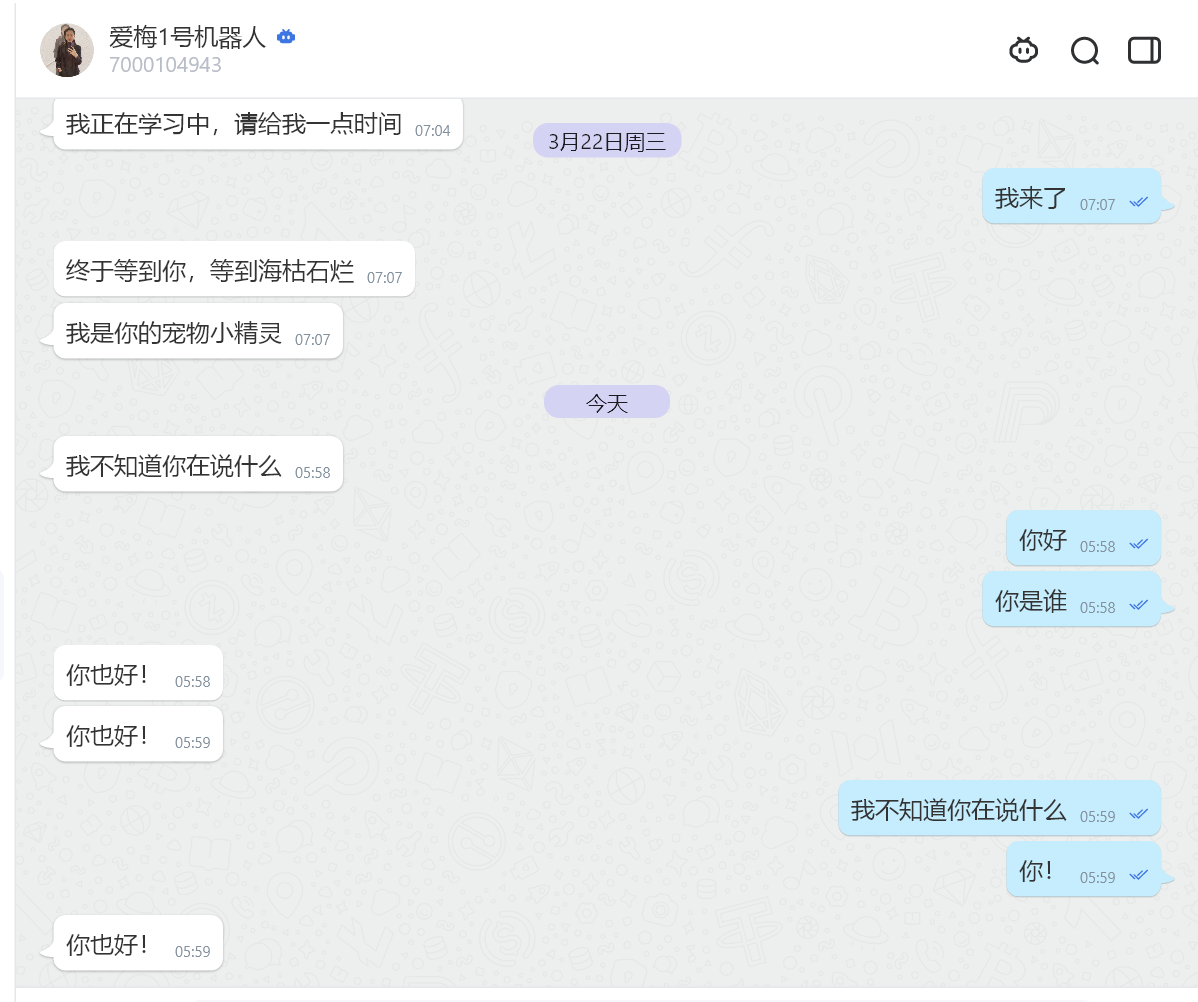 爱梅1号机器人
7000104943
我正在学习中，请给我一点时间 07:04
3月22日周三
我来了 07:07
终于等到你，等到海枯石烂 07:07
我是你的宠物小精灵 07:07
今天
我不知道你在说什么 05:58
你好 05:58
你是谁 05:58
你也好！ 05:58
你也好！ 05:59
我不知道你在说什么 05:59
你！ 05:59
你也好！ 05:59